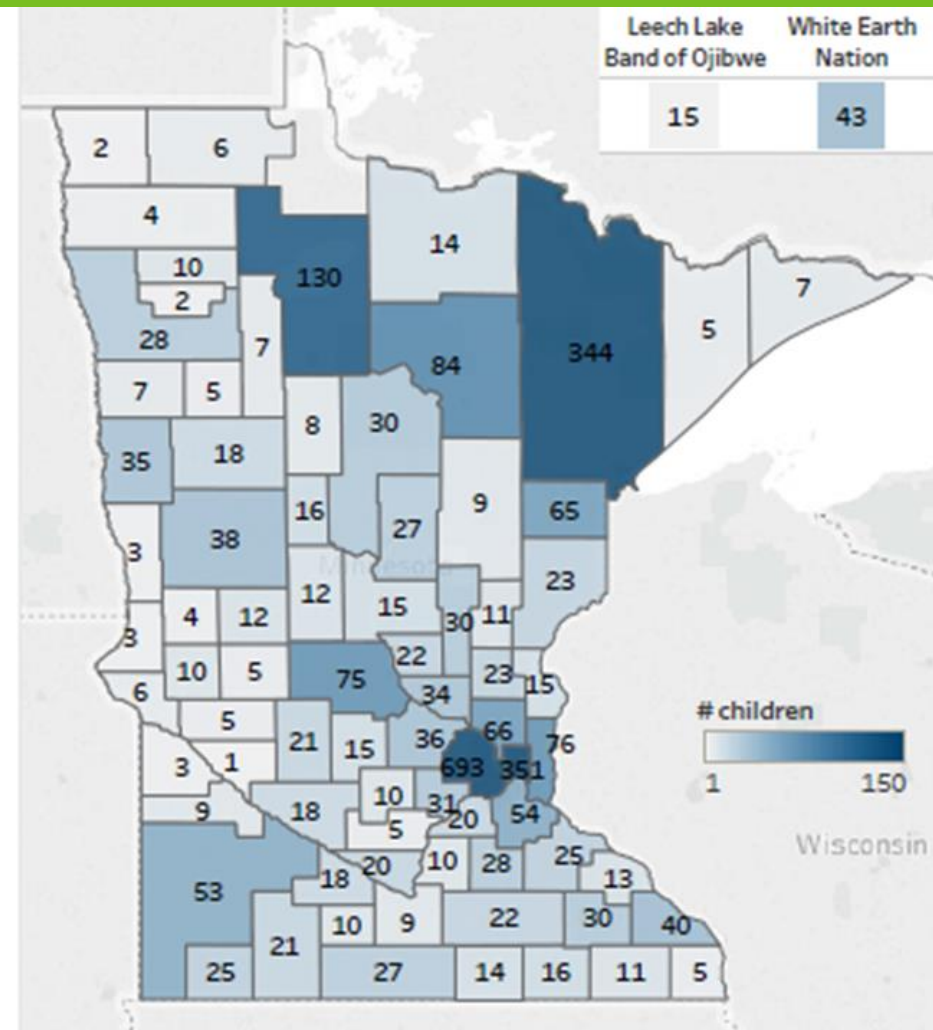 Leech Lake White Earth
Band of Ojibwe Nation
15 43
2 6
4
14
10
130
2
7
28
5
7
344
84
7 5
8 30
35 18
16 9 65
27
38
3
23
12
15
4 12 30 11
3
22
10 5 23
75 15
6 34
5
# children
21 15 36 66 76
3 1 693 351
1 150
10 31
9 18 54
5 20
Wisconsin
25
10 28
20
18 13
53
9 22 30 40
10
21
25 27 14 16 11 5
Minnesota